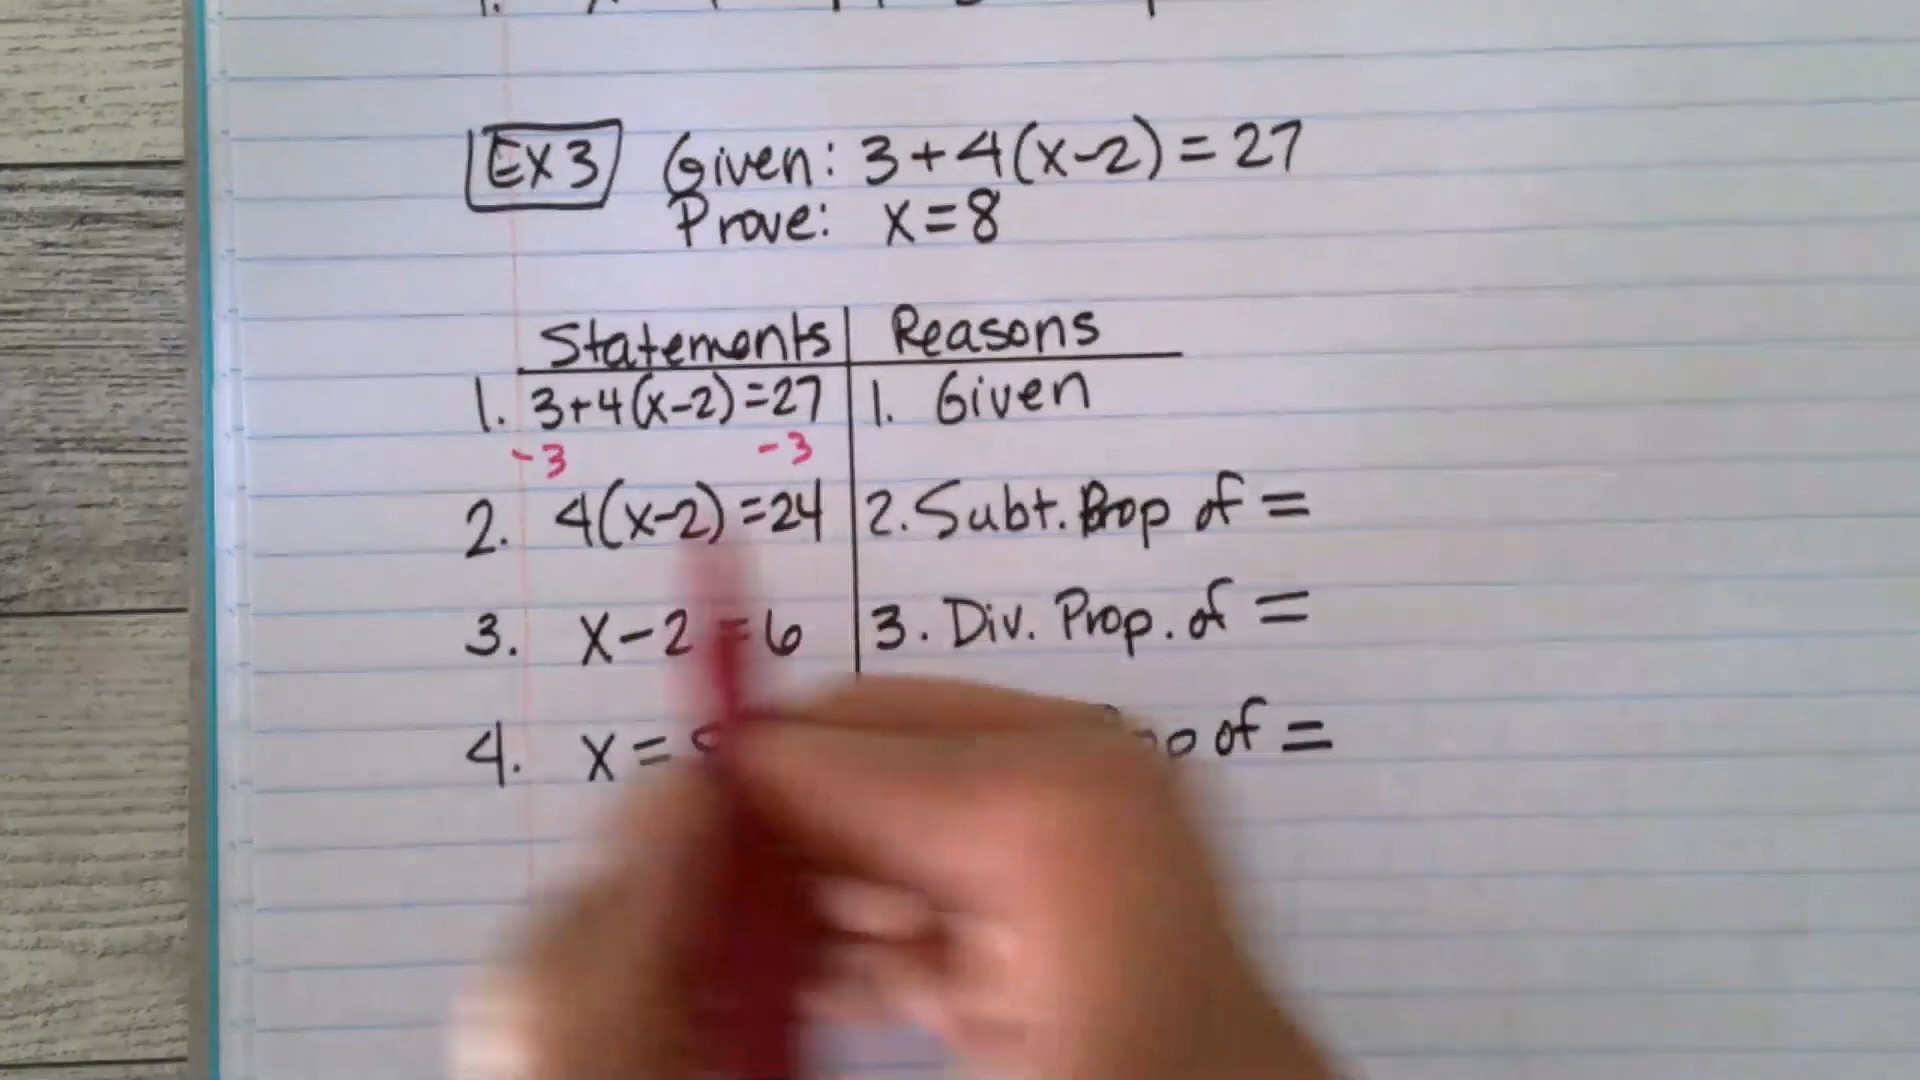 EX 3 Given: 3+4(x-2)=27
Prove: x=8
Statements Reasons
1. 3+4(x-2)=27 1. Given
-3 -3
2. 4(x-2)=24 2. Subt. Prop of =
3. x-2=6 3. Div. Prop. of =
4. x= of =